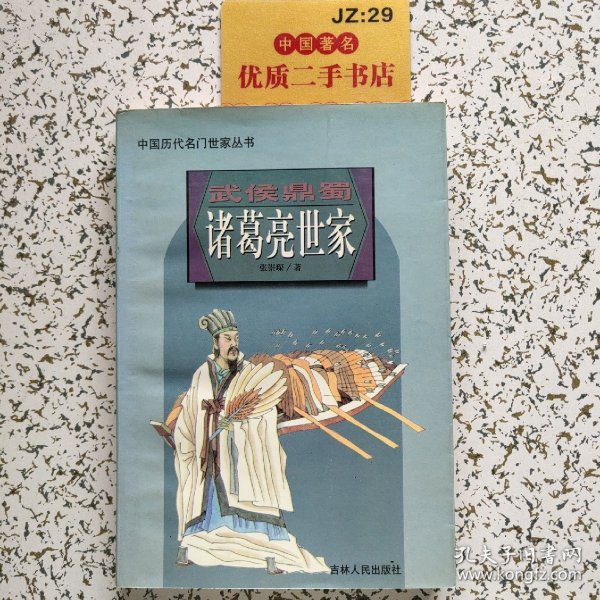 JZ:29
中国著名
优质二手书店
中国历代名门世家丛书
武侯鼎蜀
诸葛亮世家
张崇琛/著
吉林人民出版社
孔夫子旧书网
www.kongfz.com